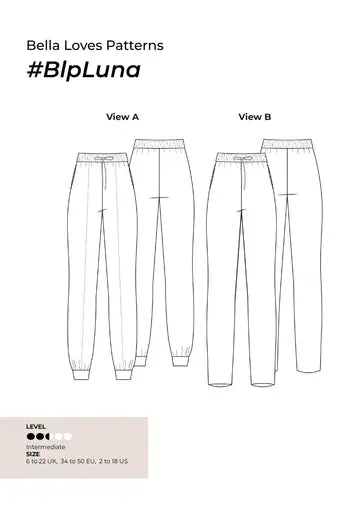 Bella Loves Patterns
#BlpLuna
View A
View B
LEVEL
Intermediate
SIZE
6 to 22 UK, 34 to 50 EU, 2 to 18 US